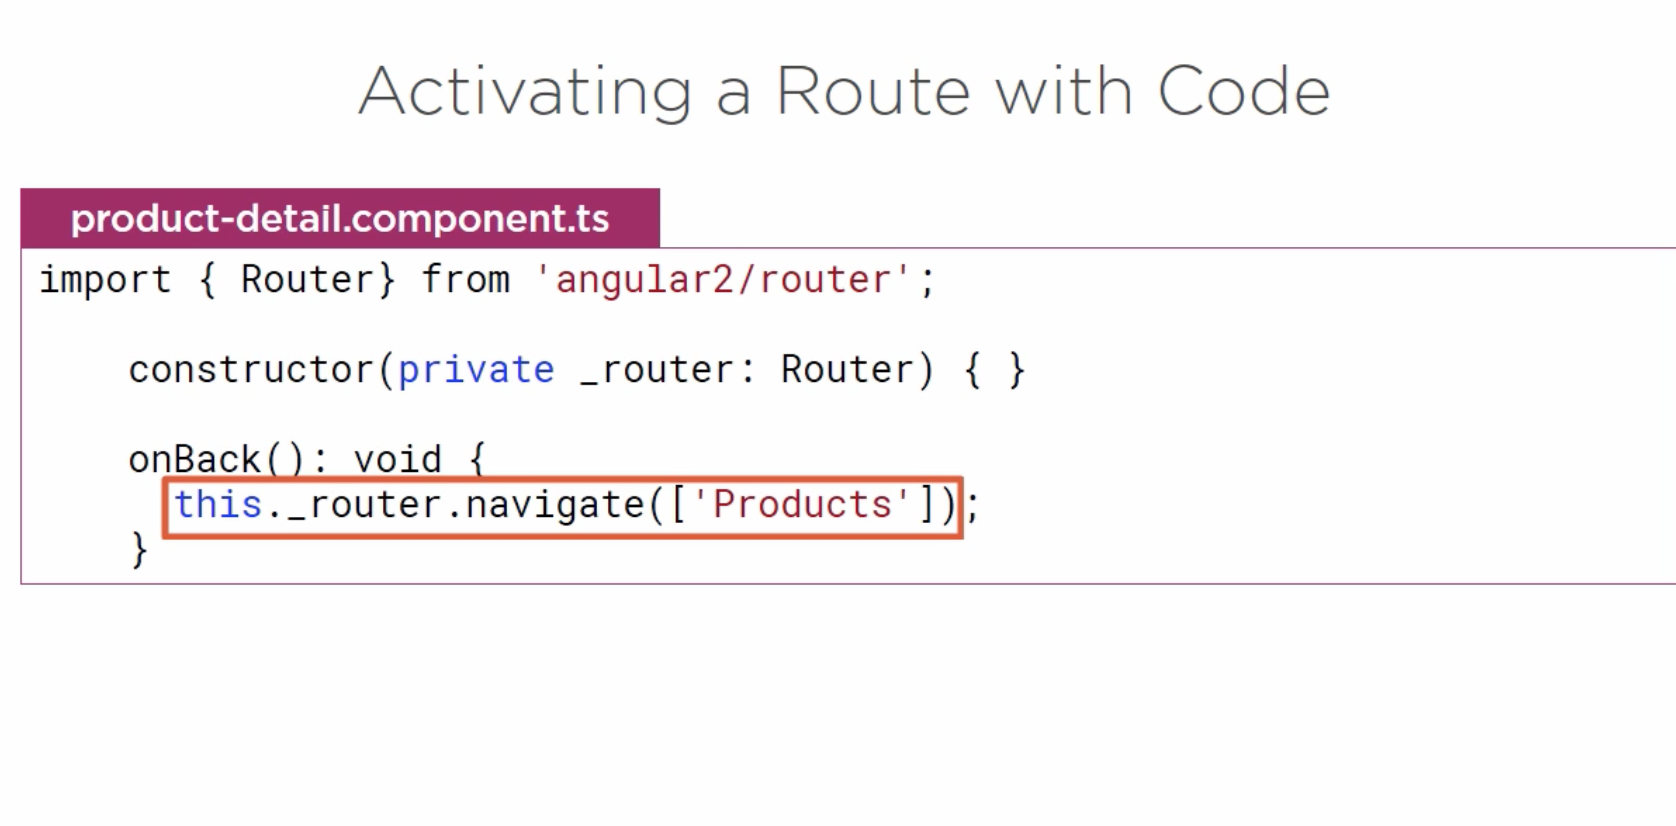 Activating a Route with Code
product-detail.component.ts
import { Router} from 'angular2/router';
constructor(private _router: Router) { }
onBack(): void {
this._router.navigate(['Products']);
}